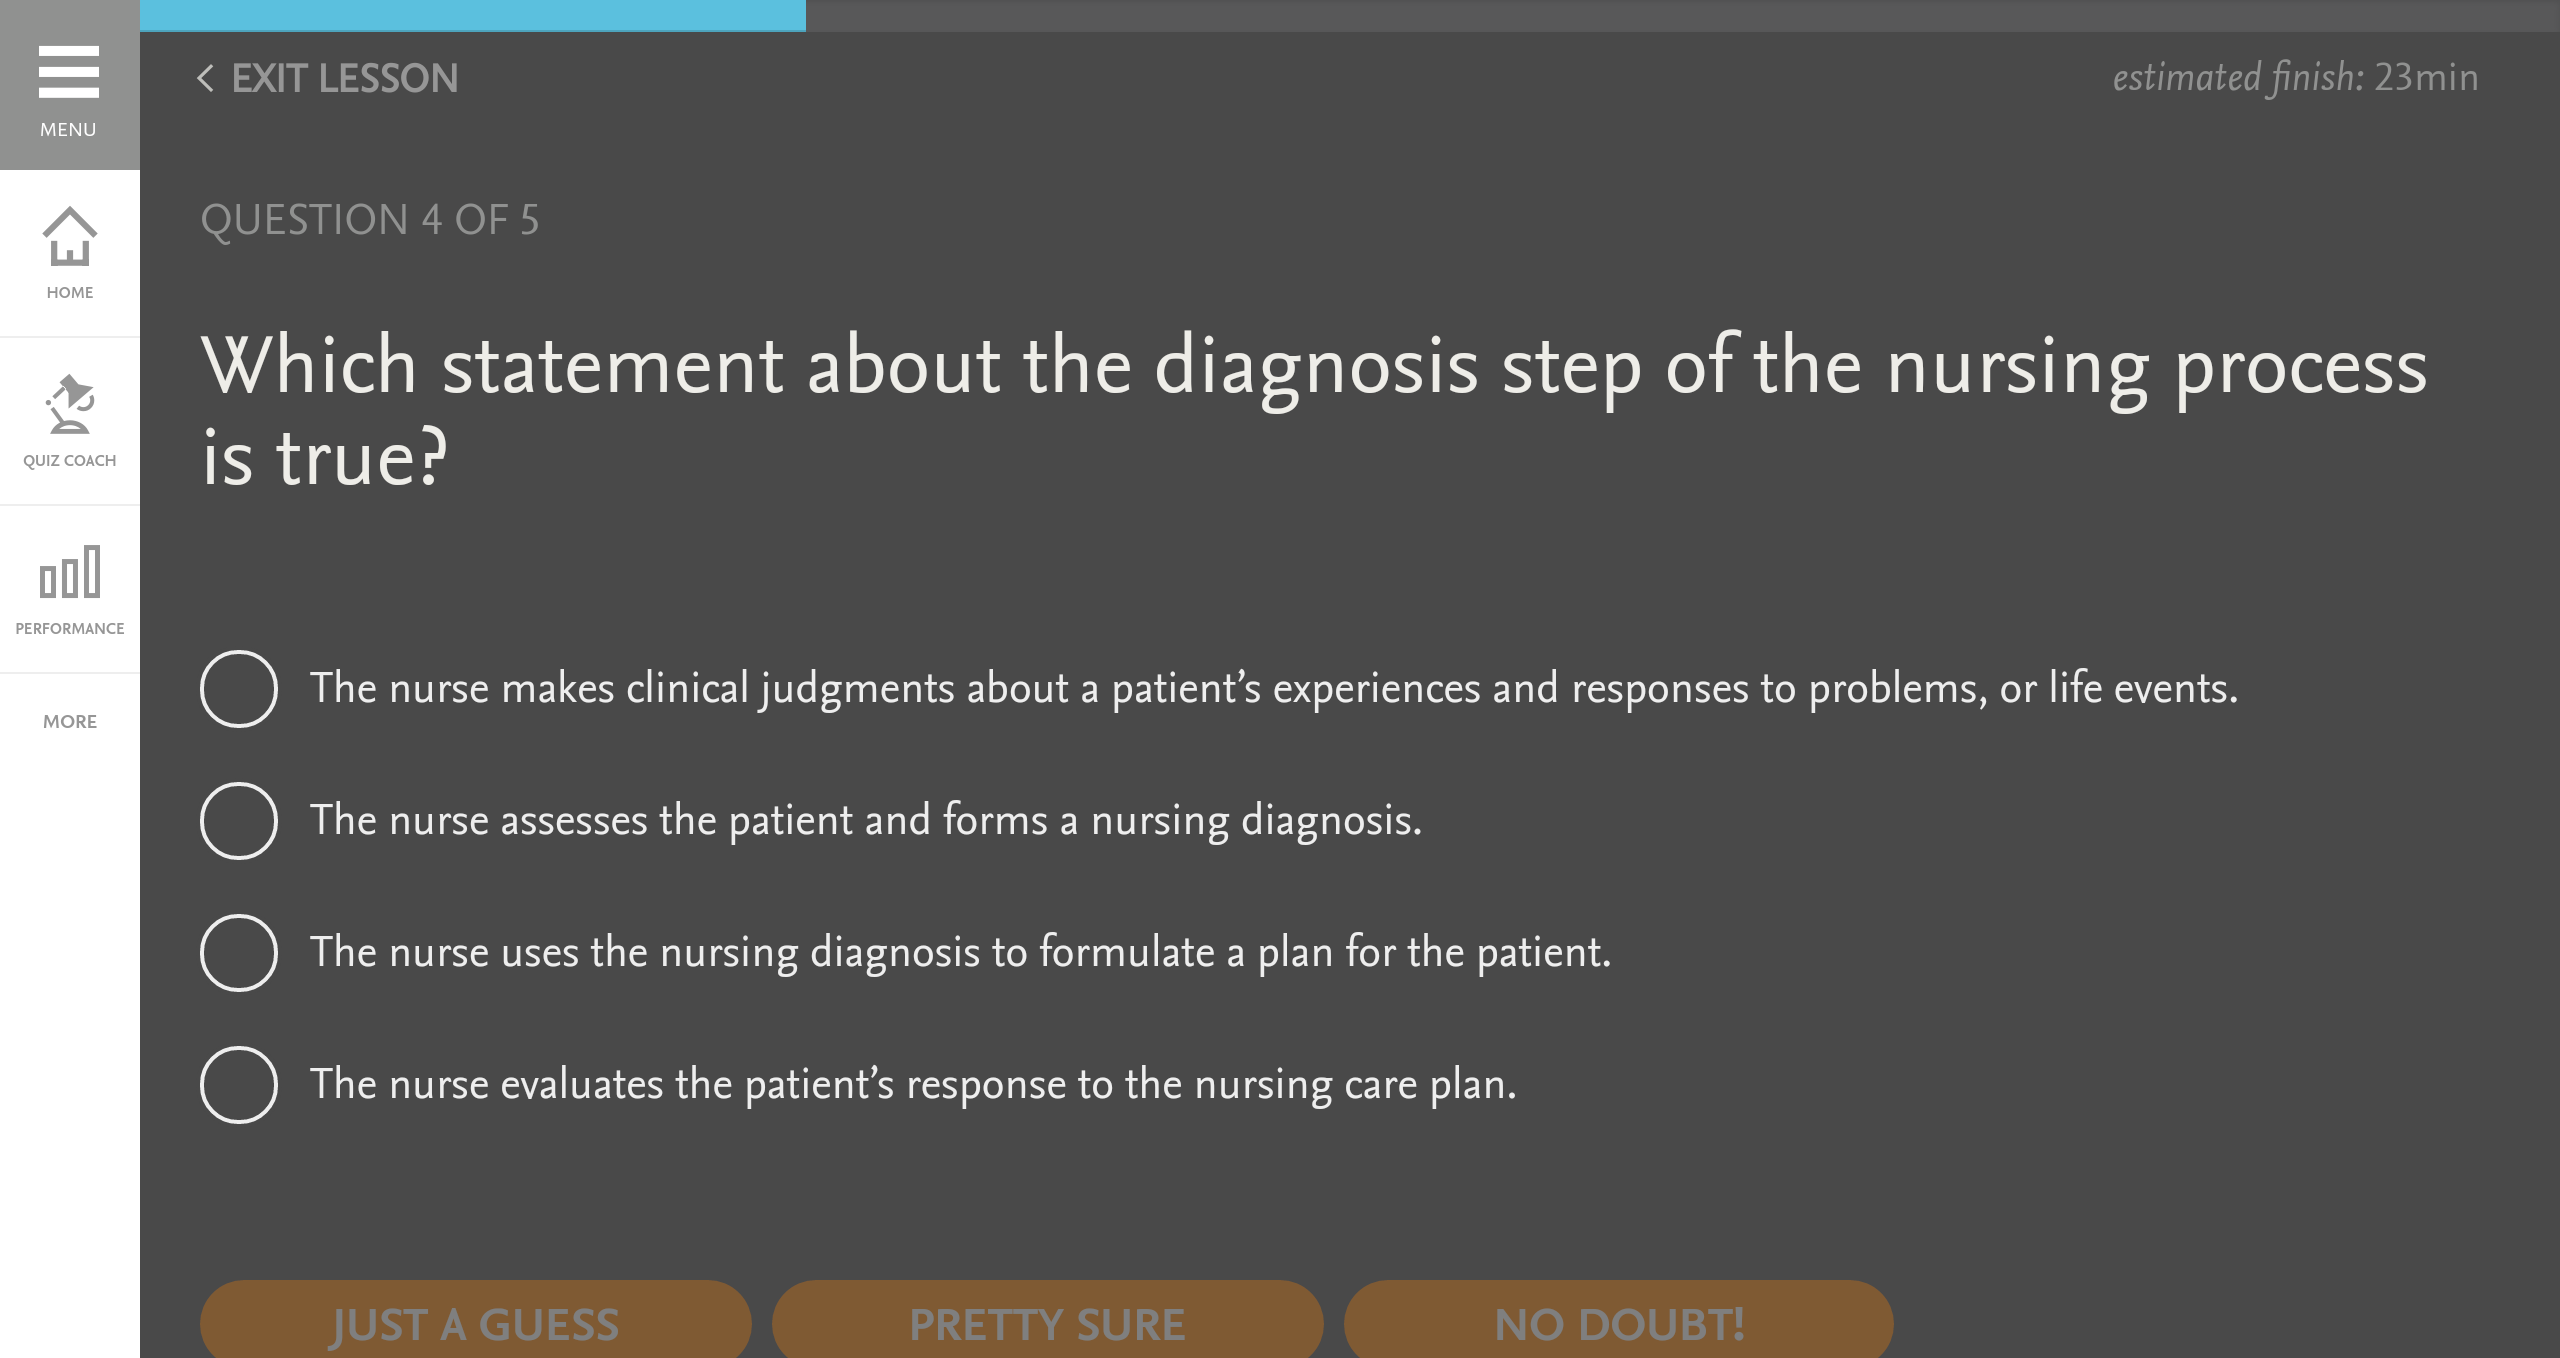 MENU
HOME
QUIZ COACH
PERFORMANCE
MORE
EXIT LESSON
estimated finish: 23min
QUESTION 4 OF 5
Which statement about the diagnosis step of the nursing process
is true?
The nurse makes clinical judgments about a patient’s experiences and responses to problems, or life events.
The nurse assesses the patient and forms a nursing diagnosis.
The nurse uses the nursing diagnosis to formulate a plan for the patient.
The nurse evaluates the patient’s response to the nursing care plan.
JUST A GUESS
PRETTY SURE
NO DOUBT!